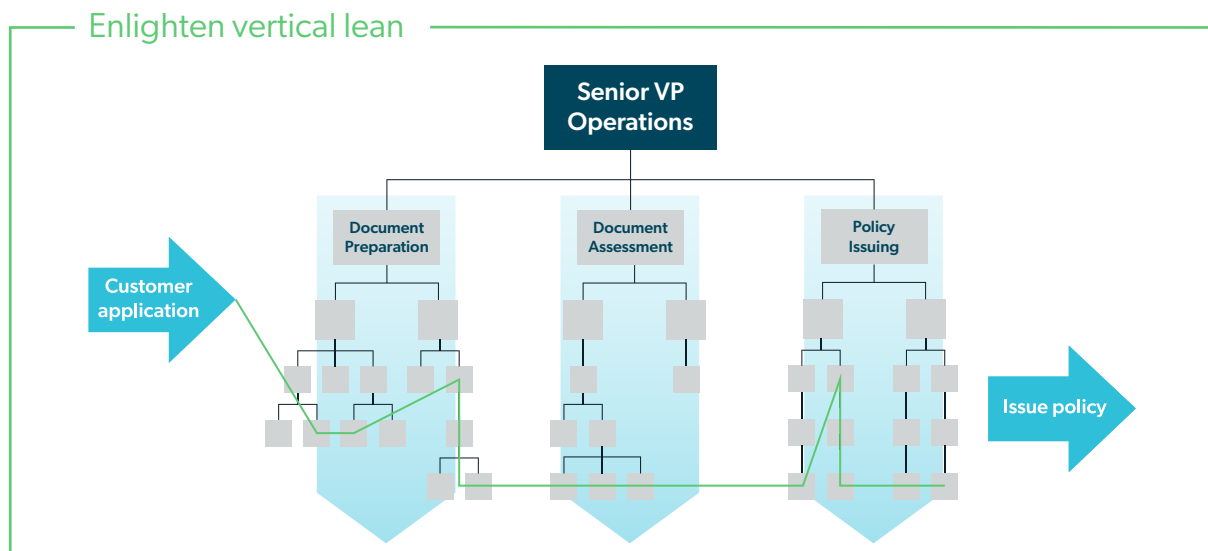 Enlighten vertical lean
Senior VP
Operations
Document
Preparation
Document
Assessment
Policy
Issuing
Customer
application
Issue policy